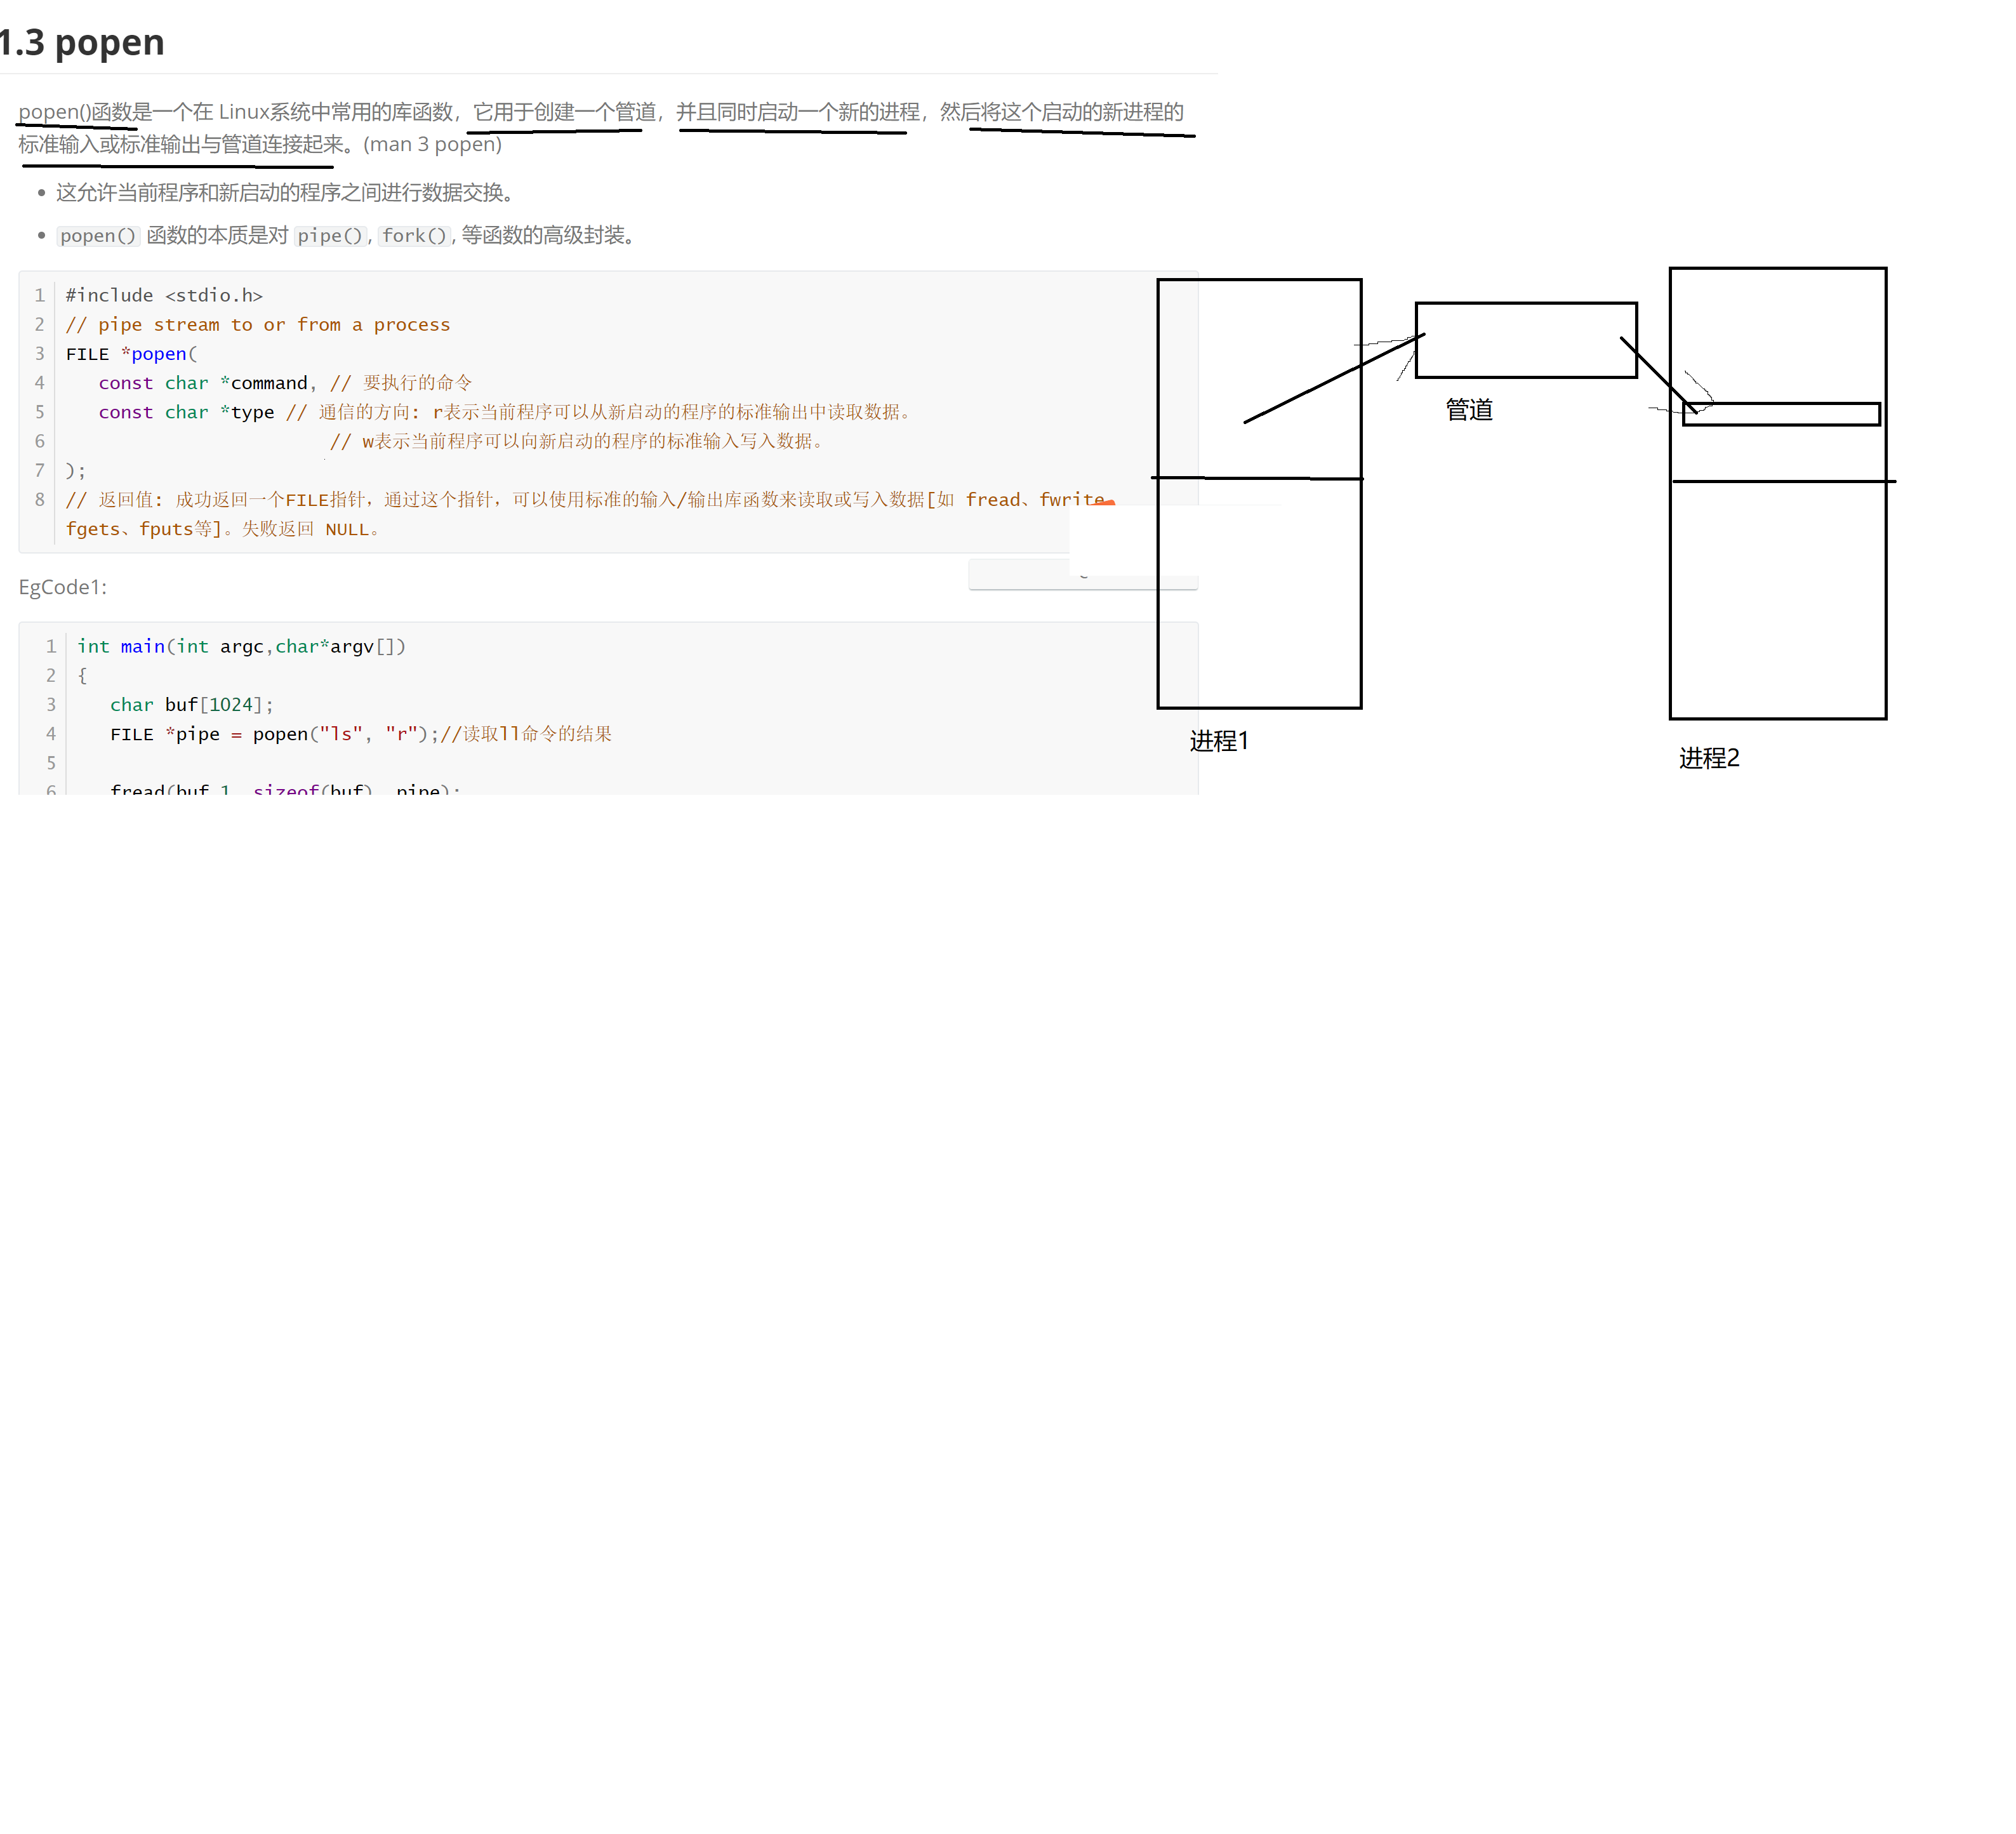 1.3 popen
popen()函数是一个在 Linux系统中常用的库函数，它用于创建一个管道，并且同时启动一个新的进程，然后将这个启动的新进程的
标准输入或标准输出与管道连接起来。(man 3 popen)
• 这允许当前程序和新启动的程序之间进行数据交换。
• popen() 函数的本质是对 pipe(), fork(), 等函数的高级封装。
1 #include <stdio.h>
2 // pipe stream to or from a process
3 FILE *popen(
4 const char *command, // 要执行的命令
5 const char *type // 通信的方向: r表示当前程序可以从新启动的程序的标准输出中读取数据。
6 // w表示当前程序可以向新启动的程序的标准输入写入数据。
7 );
8 // 返回值: 成功返回一个FILE指针，通过这个指针，可以使用标准的输入/输出库函数来读取或写入数据[如 fread、fwrite
fgets、fputs等]。失败返回 NULL。
EgCode1:
1 int main(int argc,char*argv[])
2 {
3 char buf[1024];
4 FILE *pipe = popen("ls", "r");//读取ll命令的结果
5
6 fread(buf,1, sizeof(buf), pipe);
管道
进程1
进程2